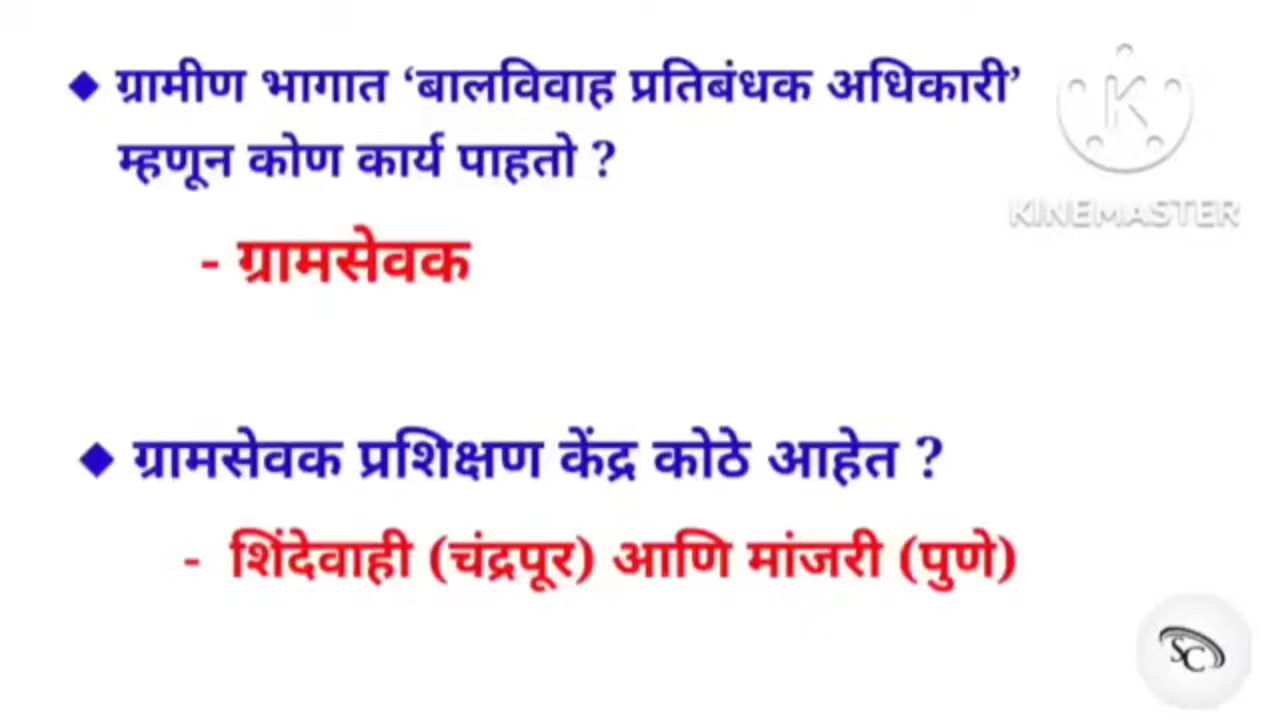 ◆ ग्रामीण भागात ‘बालविवाह प्रतिबंधक अधिकारी’
म्हणून कोण कार्य पाहतो ?
- ग्रामसेवक
◆ ग्रामसेवक प्रशिक्षण केंद्र कोठे आहेत ?
- शिंदेवाही (चंद्रपूर) आणि मांजरी (पुणे)
K
KINEMASTER
SC